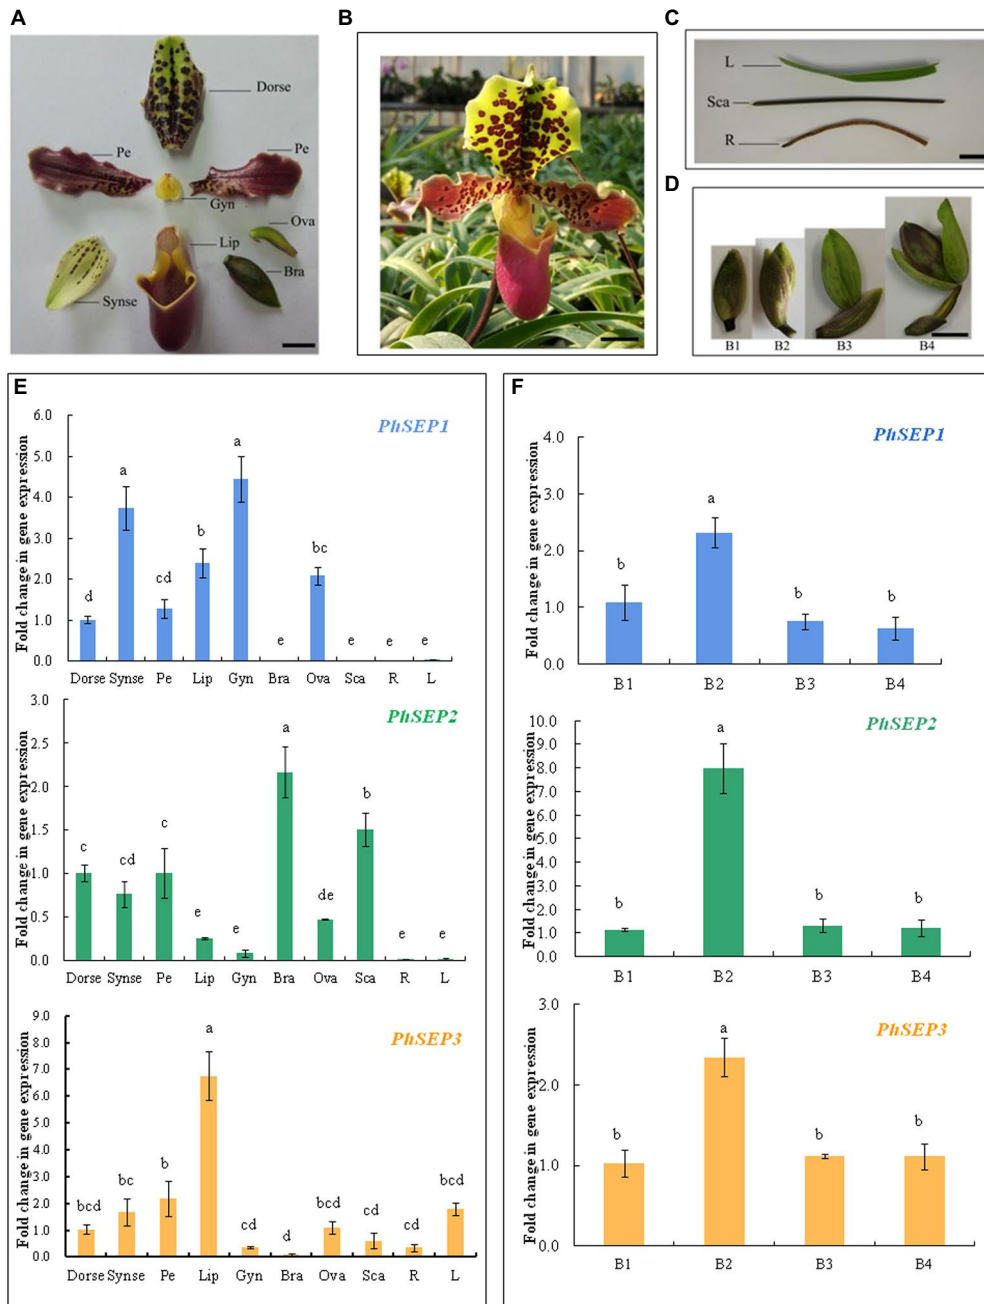 A
Dorse
Pe
Pe
Gyn
Ova
Lip
Bra
Synse
B
C
L
Sca
R
D
B1 B2 B3 B4
E
PhSEP1
Fold change in gene expression
6.0
5.0
4.0
3.0
2.0
1.0
0.0
d a cd b a e bc e e e
Dorse Synse Pe Lip Gyn Bra Ova Sca R L
PhSEP2
Fold change in gene expression
3.0
2.5
2.0
1.5
1.0
0.5
0.0
c cd c e e a de b e e
Dorse Synse Pe Lip Gyn Bra Ova Sca R L
PhSEP3
Fold change in gene expression
9.0
8.0
7.0
6.0
5.0
4.0
3.0
2.0
1.0
0.0
bcd bc b a cd d bcd cd cd bcd
Dorse Synse Pe Lip Gyn Bra Ova Sca R L
F
PhSEP1
Fold change in gene expression
4.0
3.0
2.0
1.0
0.0
b a b b
B1 B2 B3 B4
PhSEP2
Fold change in gene expression
10.0
9.0
8.0
7.0
6.0
5.0
4.0
3.0
2.0
1.0
0.0
b a b b
B1 B2 B3 B4
PhSEP3
Fold change in gene expression
3.0
2.0
1.0
0.0
b a b b
B1 B2 B3 B4